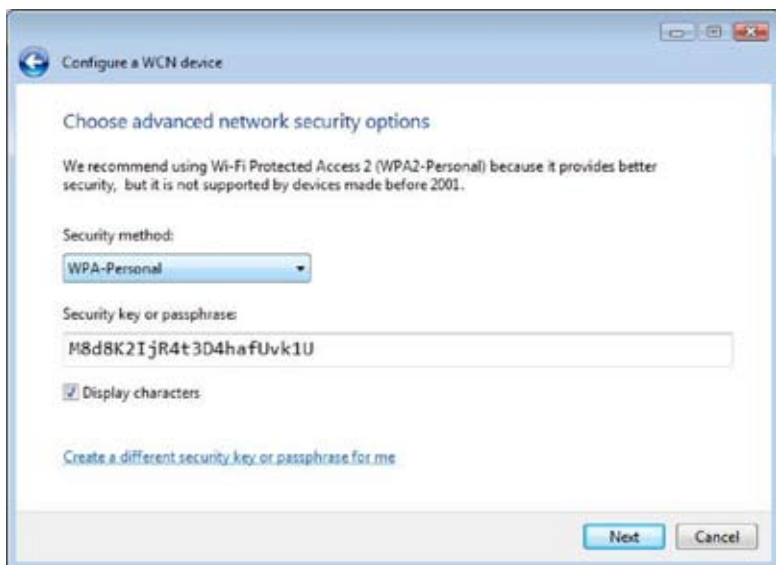 Configure a WCN device
Choose advanced network security options
We recommend using Wi-Fi Protected Access 2 (WPA2-Personal) because it provides better
security, but it is not supported by devices made before 2001.
Security method:
WPA-Personal
Security key or passphrase:
M8d8K2IjR4t3D4hafUvk1U
Display characters
Create a different security key or passphrase for me
Next
Cancel